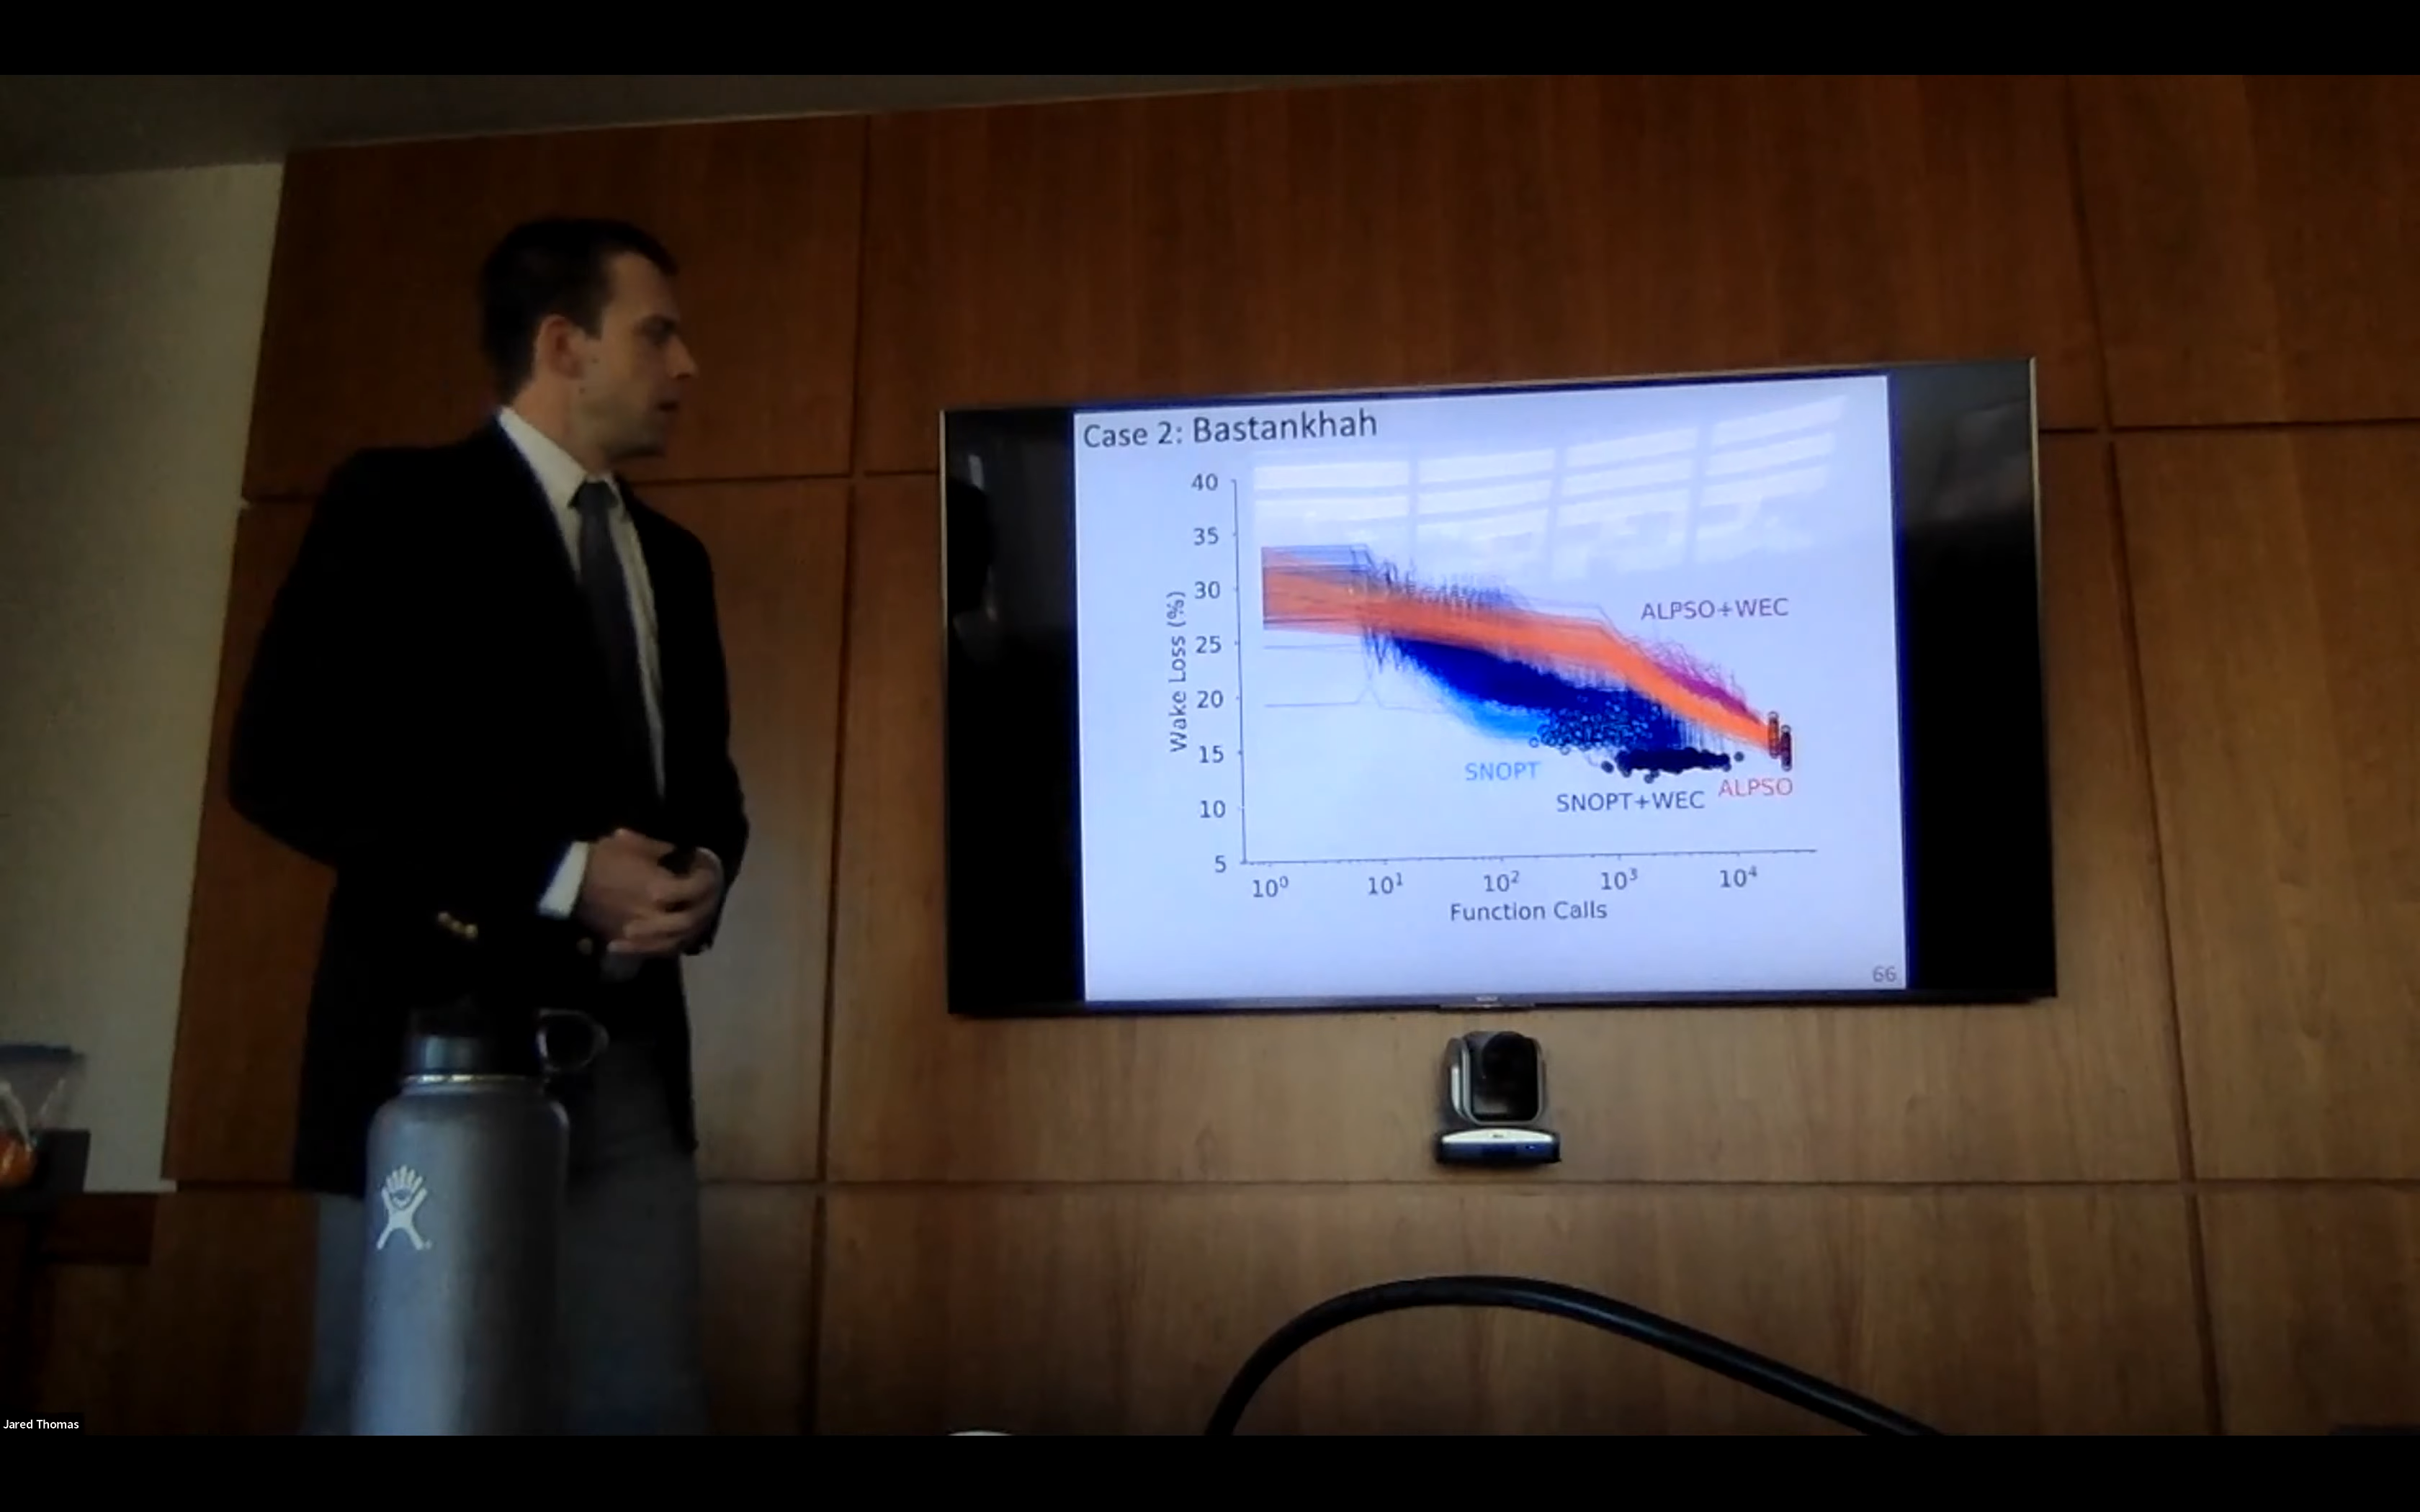 Case 2: Bastankhah
40
35
30
25
20
15
10
5
Wake Loss (%)
ALPSO+WEC
SNOPT
SNOPT+WEC
ALPSO
10⁰ 10¹ 10² 10³ 10⁴
Function Calls
66
Jared Thomas